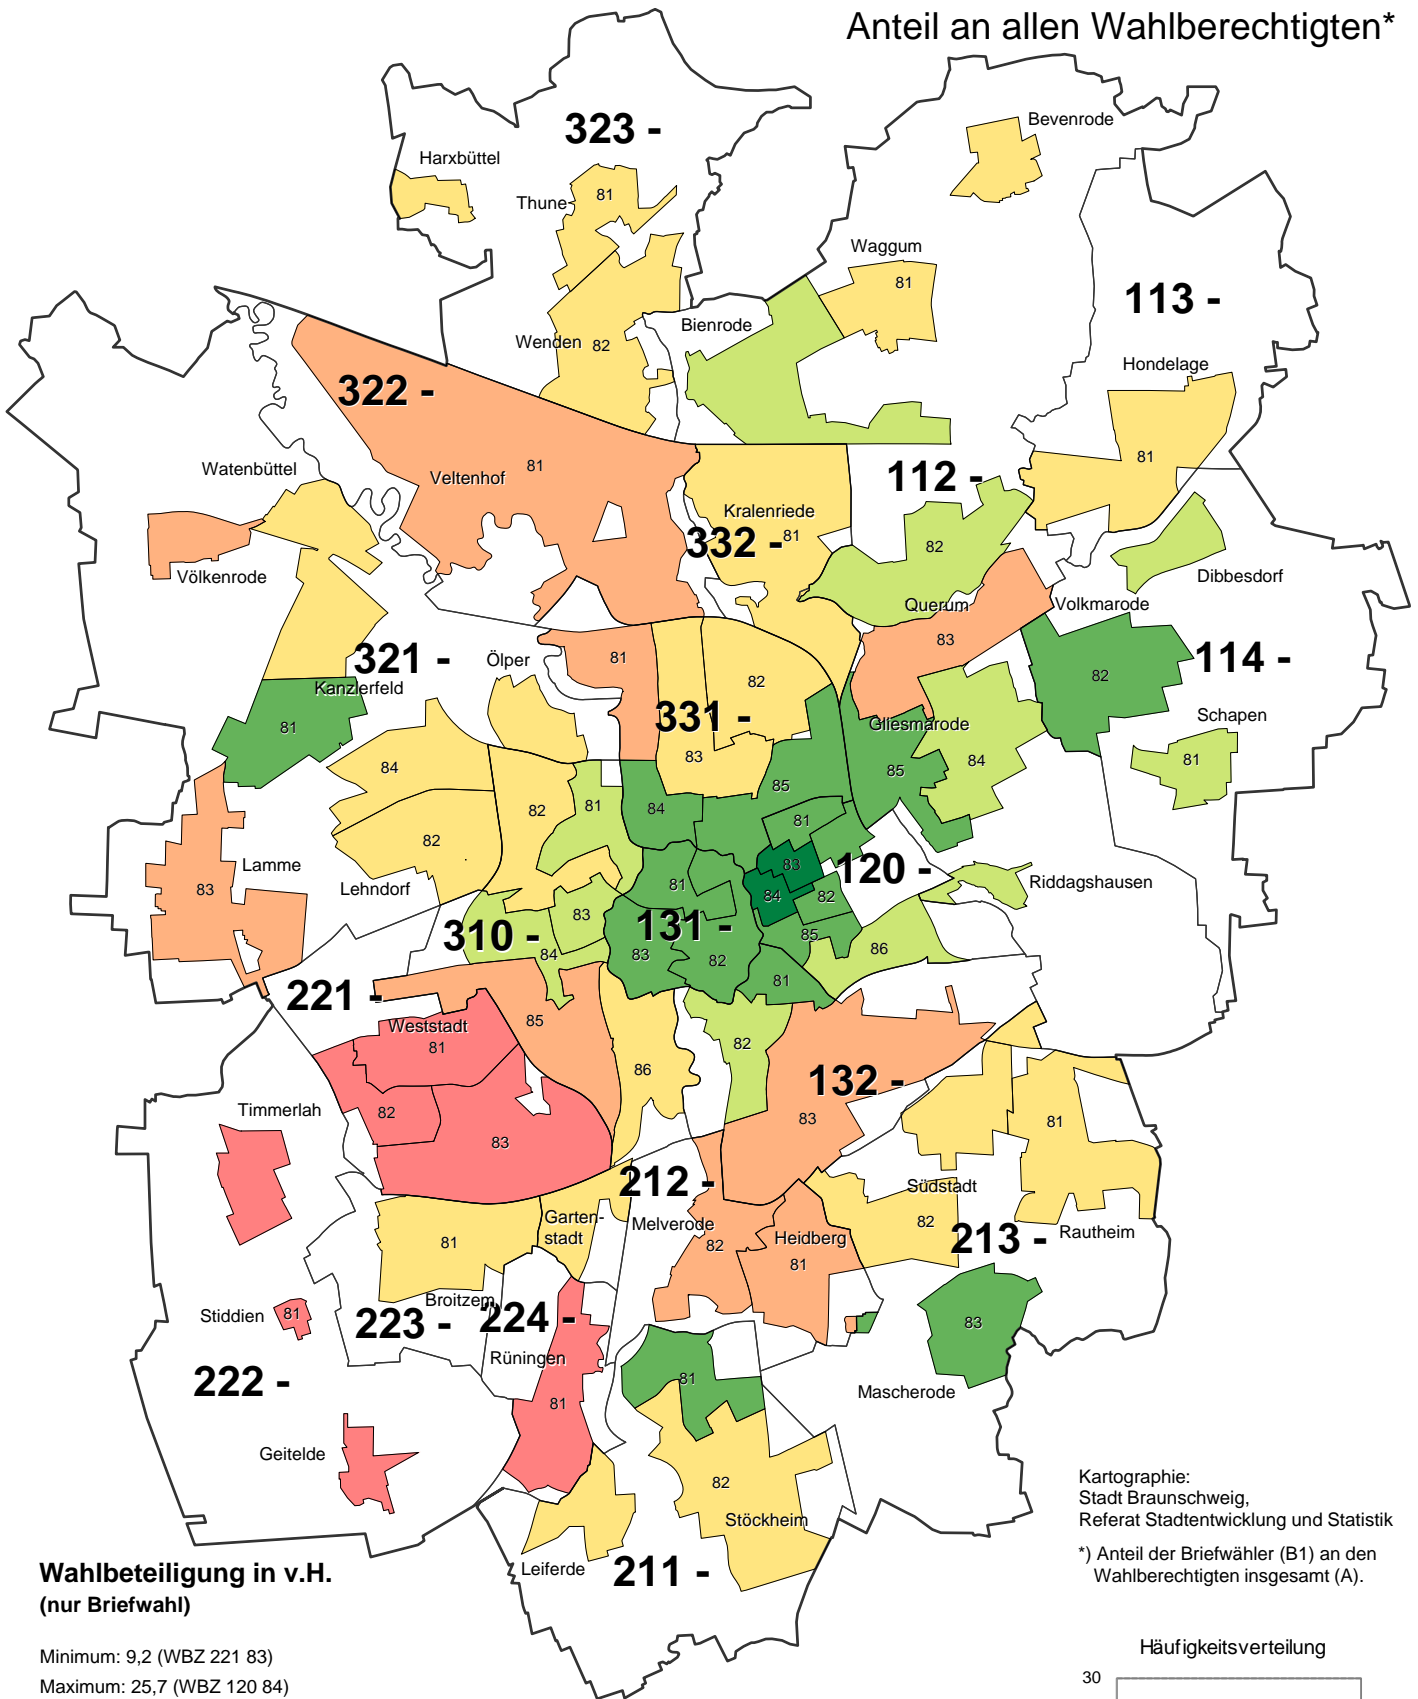 Anteil an allen Wahlberechtigten*
Bevenrode
323 -
Harxbüttel
81
Thune
Waggum
81
113 -
Bienrode
Wenden 82
Hondelage
322 -
81
Watenbüttel
Veltenhof
81
112 -
Kralenriede
332 - 81
82
Völkenrode
Dibbesdorf
Querum
Volkmarode
83
321 -
Ölper
81
114 -
82
82
Kanzlerfeld
331 -
Schapen
81
Gliesmarode
83
84
85
84
81
85
82
81
84
81
82
83
120 -
Lamme
83
Lehndorf
81
84
82
Riddagshausen
310 -
83
131 -
85
86
84
83
82
81
221 -
85
Weststadt
81
82
86
132 -
Timmerlah
82
83
81
83
212 -
Südstadt
Garten-
stadt
Melverode
82
81
82
Heidberg
81
213 -
Rautheim
Stiddien
81
Broitzem
223 -
224 -
83
Rüningen
222 -
81
Mascherode
81
Geitelde
82
Stöckheim
Kartographie:
Stadt Braunschweig,
Referat Stadtentwicklung und Statistik
*) Anteil der Briefwähler (B1) an den
Wahlberechtigten insgesamt (A).
Leiferde
211 -
Wahlbeteiligung in v.H.
(nur Briefwahl)
Minimum: 9,2 (WBZ 221 83)
Maximum: 25,7 (WBZ 120 84)
Häufigkeitsverteilung
30